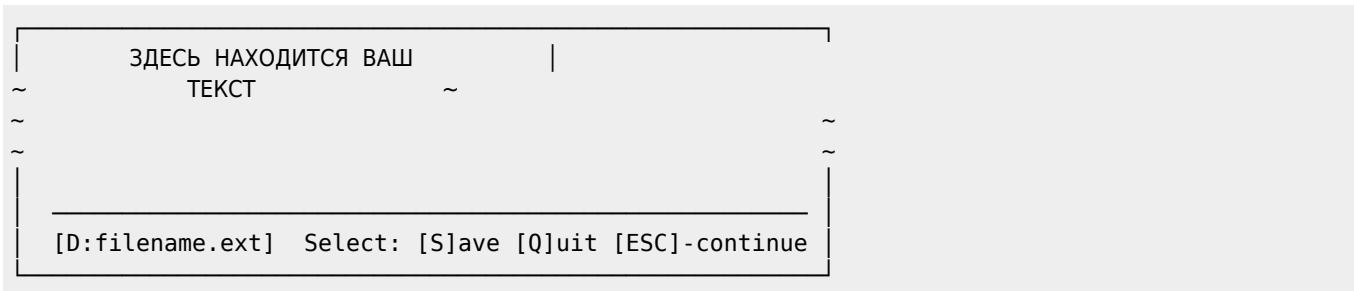 ЗДЕСЬ НАХОДИТСЯ ВАШ
~ ТЕКСТ ~
~ ~
~ ~
[D:filename.ext] Select: [S]ave [Q]uit [ESC]-continue